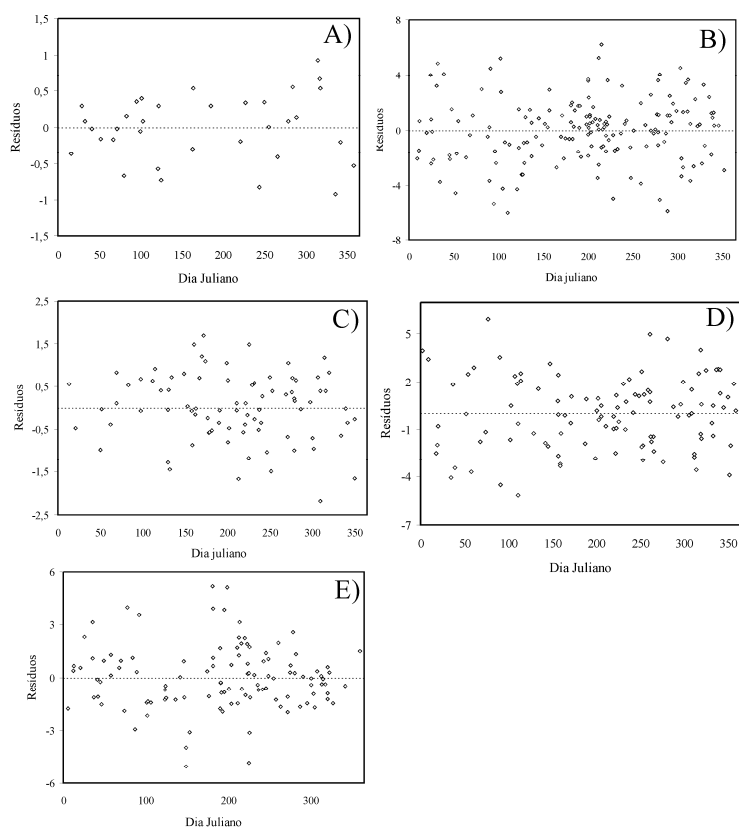 A)
1,5
1
0,5
0
-0,5
-1
-1,5
Resíduos
0 50 100 150 200 250 300 350
Dia Juliano
B)
8
4
0
-4
-8
Residuos
0 50 100 150 200 250 300 350
Dia juliano
C)
2,5
1,5
0,5
-0,5
-1,5
-2,5
Resíduos
0 50 100 150 200 250 300 350
Dia juliano
D)
5
2
-1
-4
-7
Resíduos
0 50 100 150 200 250 300 350
Dia Juliano
E)
6
3
0
-3
-6
Resíduos
0 100 200 300
Dia Juliano